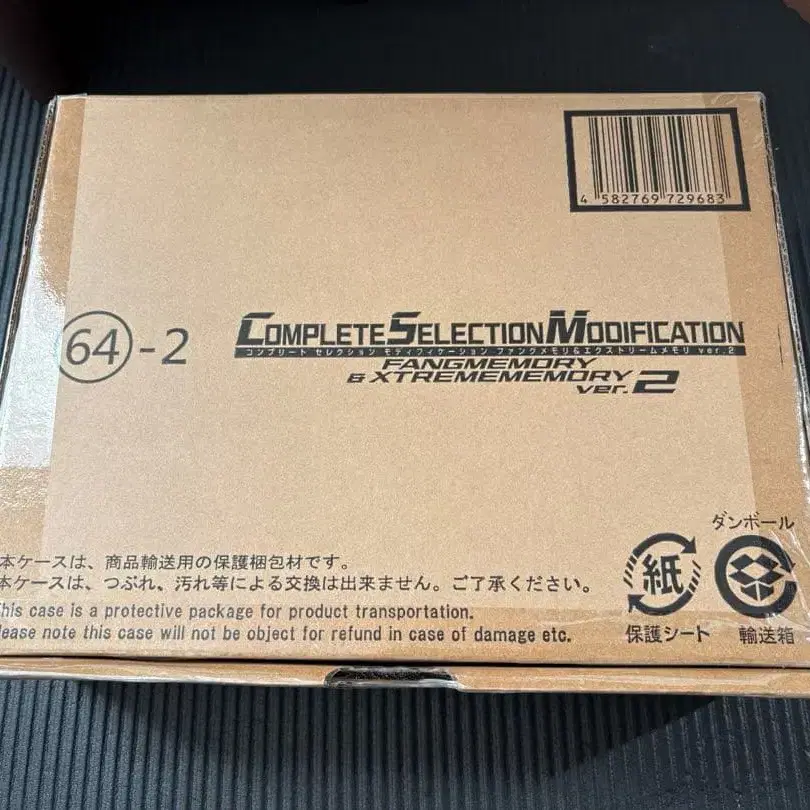 4 582769 729683
64-2
COMPLETE SELECTION MODIFICATION
コンプリート セレクション モディフィケーション ファングメモリ&エクストリームメモリ ver.2
FANGMEMORY
& XTREMEMEMORY
ver.2
ダンボール
紙
本ケースは、商品輸送用の保護梱包材です。
本ケースは、つぶれ、汚れ等による交換は出来ません。ご了承ください。
his case is a protective package for product transportation.
lease note this case will not be object for refund in case of damage etc.
保護シート
輸送箱